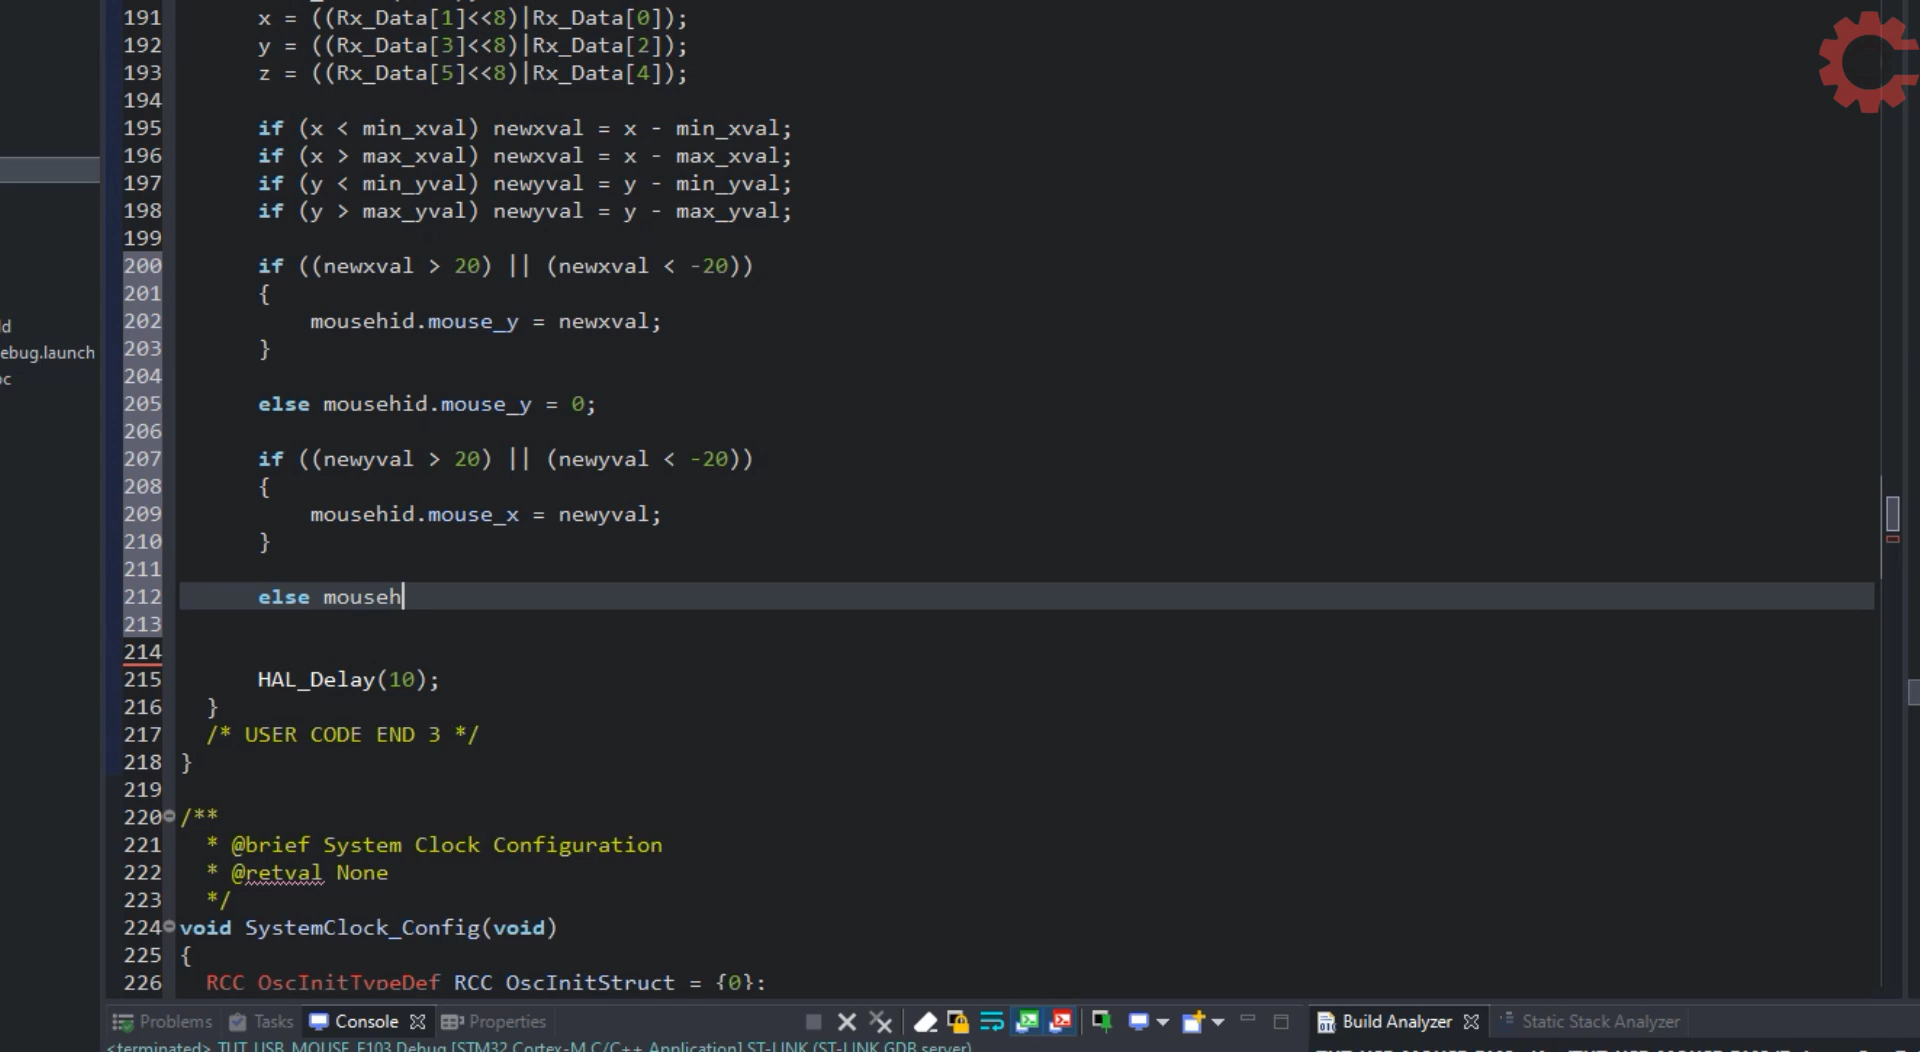 191 x = ((Rx_Data[1]<<8)|Rx_Data[0]);
192 y = ((Rx_Data[3]<<8)|Rx_Data[2]);
193 z = ((Rx_Data[5]<<8)|Rx_Data[4]);
194
195 if (x < min_xval) newxval = x - min_xval;
196 if (x > max_xval) newxval = x - max_xval;
197 if (y < min_yval) newyval = y - min_yval;
198 if (y > max_yval) newyval = y - max_yval;
199
200 if ((newxval > 20) || (newxval < -20))
201 {
202 mousehid.mouse_y = newxval;
203 }
204
205 else mousehid.mouse_y = 0;
206
207 if ((newyval > 20) || (newyval < -20))
208 {
209 mousehid.mouse_x = newyval;
210 }
211
212 else mouseh
213
214
215 HAL_Delay(10);
216 }
217 /* USER CODE END 3 */
218 }
219
220 /**
221 * @brief System Clock Configuration
222 * @retval None
223 */
224 void SystemClock_Config(void)
225 {
226 RCC_OscInitTypeDef RCC_OscInitStruct = {0};
ld
ebug.launch
oc
Problems Tasks Console Properties
Build Analyzer Static Stack Analyzer
<terminated> TUT_USB_MOUSE_F103 Debug [STM32 Cortex-M C/C++ Application] ST-LINK (ST-LINK GDB server)